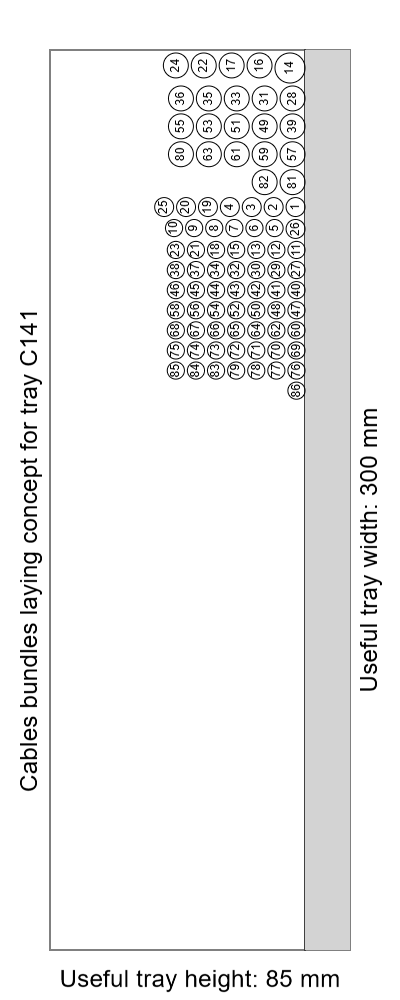 Cables bundles laying concept for tray C141
24 22 17 16 14
36 35 33 31 28
55 53 51 49 39
80 63 61 59 57
82 81
25 20 19 4 3 2 1
10 9 8 7 6 5 26
23 21 18 15 13 12 11
38 37 34 32 30 29 27
46 45 44 43 42 41 40
58 56 54 52 50 48 47
68 67 66 65 64 62 60
75 74 73 72 71 70 69
85 84 83 79 78 77 76
86
Useful tray width: 300 mm
Useful tray height: 85 mm